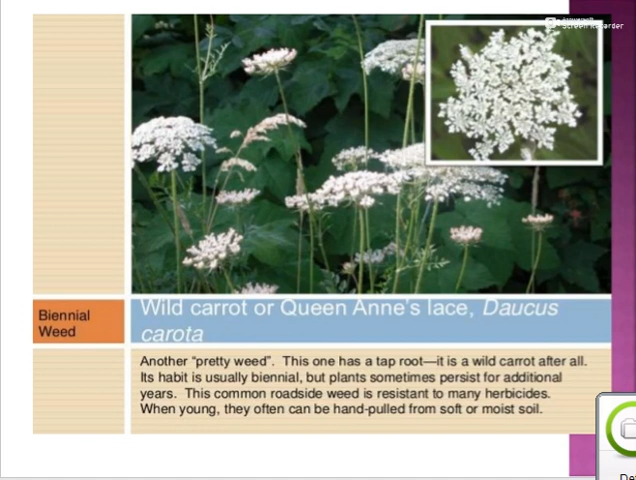 Screen Recorder
Biennial
Weed
Wild carrot or Queen Anne's lace, Daucus
carota
Another “pretty weed”.  This one has a tap root—it is a wild carrot after all.
Its habit is usually biennial, but plants sometimes persist for additional
years.  This common roadside weed is resistant to many herbicides.
When young, they often can be hand-pulled from soft or moist soil.